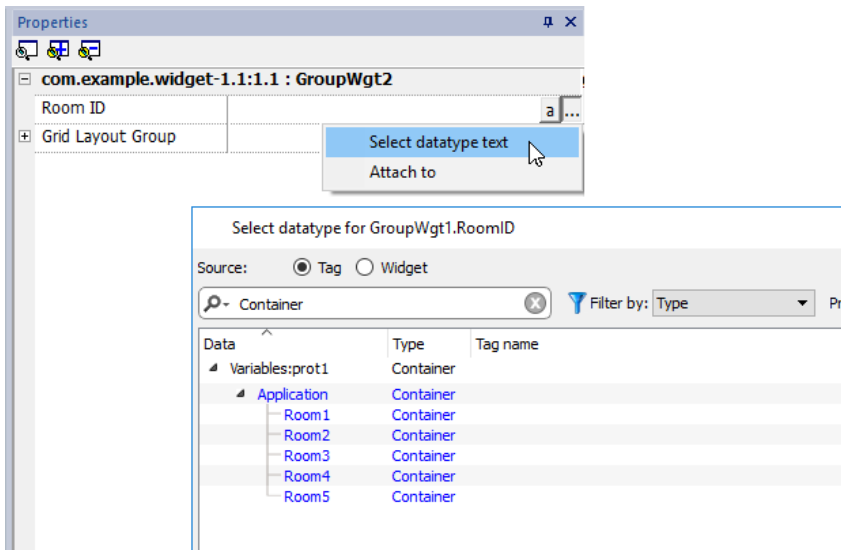 Properties
com.example.widget-1.1:1.1 : GroupWgt2
Room ID
a ...
Grid Layout Group
Select datatype text
Attach to
Select datatype for GroupWgt1.RoomID
Source: Tag Widget
Container Filter by: Type Pr
Data Type Tag name
Variables:prot1 Container
Application Container
Room1 Container
Room2 Container
Room3 Container
Room4 Container
Room5 Container